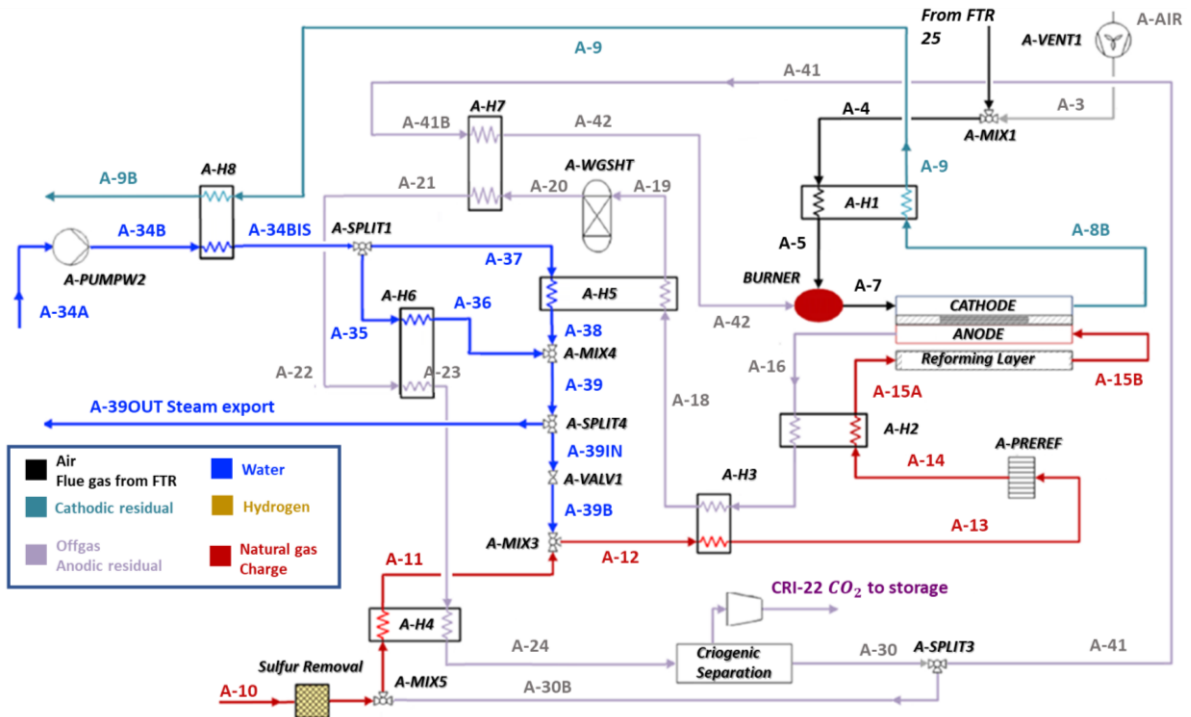 From FTR
25
A-VENT1
A-AIR
A-9
A-41
A-H7
A-41B
A-42
A-4
A-3
A-MIX1
A-WGSHT
A-9
A-H8
A-9B
A-21
A-20
A-19
A-H1
A-34B
A-34BIS
A-SPLIT1
A-37
A-5
A-8B
A-PUMPW2
BURNER
A-7
A-34A
A-H6
A-36
A-H5
CATHODE
A-42
ANODE
A-35
A-38
A-MIX4
Reforming Layer
A-22
A-23
A-16
A-39
A-18
A-15A
A-15B
A-39OUT Steam export
A-SPLIT4
A-H2
A-PREREF
A-39IN
Air
Flue gas from FTR
Water
A-VALV1
A-H3
A-14
Cathodic residual
Hydrogen
A-39B
A-13
A-MIX3
Offgas
Anodic residual
Natural gas
Charge
A-11
A-12
CRI-22 CO2 to storage
A-H4
A-24
Criogenic
Separation
A-30
A-SPLIT3
A-41
Sulfur Removal
A-MIX5
A-10
A-30B